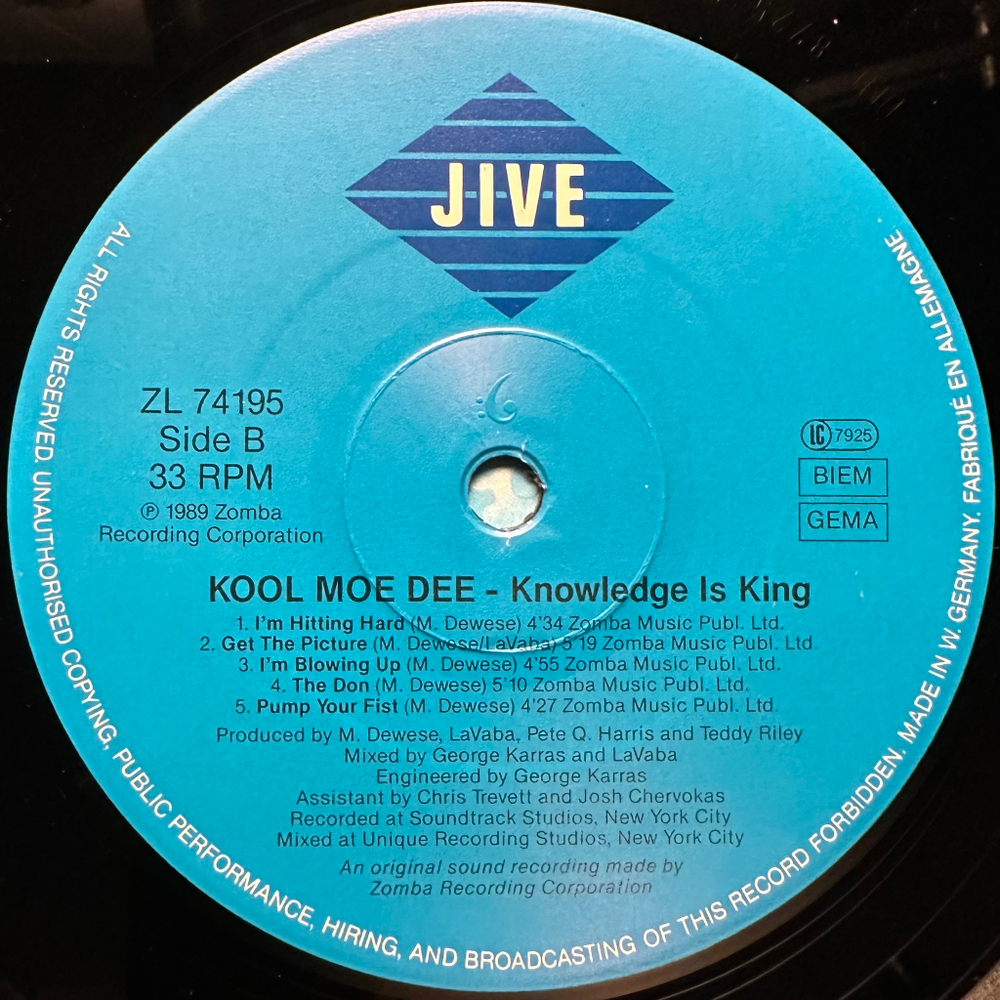 JIVE
ZL 74195
Side B
33 RPM
℗ 1989 Zomba
Recording Corporation
LC 7925
BIEM
GEMA
KOOL MOE DEE - Knowledge Is King
1. I'm Hitting Hard (M. Dewese) 4'34 Zomba Music Publ. Ltd.
2. Get The Picture (M. Dewese/LaVaba) 5'19 Zomba Music Publ. Ltd.
3. I'm Blowing Up (M. Dewese) 4'55 Zomba Music Publ. Ltd.
4. The Don (M. Dewese) 5'10 Zomba Music Publ. Ltd.
5. Pump Your Fist (M. Dewese) 4'27 Zomba Music Publ. Ltd.
Produced by M. Dewese, LaVaba, Pete Q. Harris and Teddy Riley
Mixed by George Karras and LaVaba
Engineered by George Karras
Assistant by Chris Trevett and Josh Chervokas
Recorded at Soundtrack Studios, New York City
Mixed at Unique Recording Studios, New York City
An original sound recording made by
Zomba Recording Corporation
ALL RIGHTS RESERVED. UNAUTHORISED COPYING, PUBLIC PERFORMANCE, HIRING, AND BROADCASTING OF THIS RECORD FORBIDDEN. MADE IN W. GERMANY. FABRIQUÉ EN ALLEMAGNE